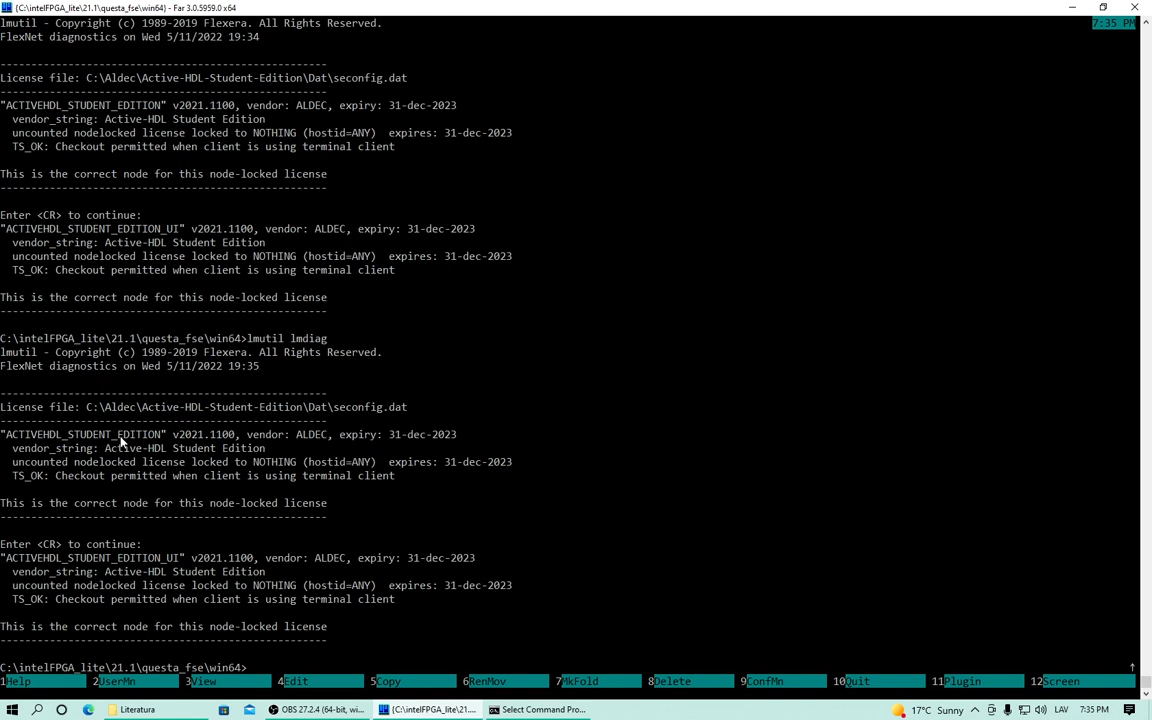 {C:\intelFPGA_lite\21.1\questa_fse\win64} - Far 3.0.5959.0 x64
lmutil - Copyright (c) 1989-2019 Flexera. All Rights Reserved.
7:35 PM
FlexNet diagnostics on Wed 5/11/2022 19:34
-----------------------------------------------------
License file: C:\Aldec\Active-HDL-Student-Edition\Dat\seconfig.dat
-----------------------------------------------------
"ACTIVEHDL_STUDENT_EDITION" v2021.1100, vendor: ALDEC, expiry: 31-dec-2023
vendor_string: Active-HDL Student Edition
uncounted nodelocked license locked to NOTHING (hostid=ANY)  expires: 31-dec-2023
TS_OK: Checkout permitted when client is using terminal client
This is the correct node for this node-locked license
-----------------------------------------------------
Enter <CR> to continue:
"ACTIVEHDL_STUDENT_EDITION_UI" v2021.1100, vendor: ALDEC, expiry: 31-dec-2023
vendor_string: Active-HDL Student Edition
uncounted nodelocked license locked to NOTHING (hostid=ANY)  expires: 31-dec-2023
TS_OK: Checkout permitted when client is using terminal client
This is the correct node for this node-locked license
-----------------------------------------------------
C:\intelFPGA_lite\21.1\questa_fse\win64>lmutil lmdiag
lmutil - Copyright (c) 1989-2019 Flexera. All Rights Reserved.
FlexNet diagnostics on Wed 5/11/2022 19:35
-----------------------------------------------------
License file: C:\Aldec\Active-HDL-Student-Edition\Dat\seconfig.dat
-----------------------------------------------------
"ACTIVEHDL_STUDENT_EDITION" v2021.1100, vendor: ALDEC, expiry: 31-dec-2023
vendor_string: Active-HDL Student Edition
uncounted nodelocked license locked to NOTHING (hostid=ANY)  expires: 31-dec-2023
TS_OK: Checkout permitted when client is using terminal client
This is the correct node for this node-locked license
-----------------------------------------------------
Enter <CR> to continue:
"ACTIVEHDL_STUDENT_EDITION_UI" v2021.1100, vendor: ALDEC, expiry: 31-dec-2023
vendor_string: Active-HDL Student Edition
uncounted nodelocked license locked to NOTHING (hostid=ANY)  expires: 31-dec-2023
TS_OK: Checkout permitted when client is using terminal client
This is the correct node for this node-locked license
-----------------------------------------------------
C:\intelFPGA_lite\21.1\questa_fse\win64>
1Help 2UserMn 3View 4Edit 5Copy 6RenMov 7MkFold 8Delete 9ConfMn 10Quit 11Plugin 12Screen
Literatura OBS 27.2.4 (64-bit, wi... {C:\intelFPGA_lite\21.... Select Command Pro... 17°C Sunny LAV 7:35 PM